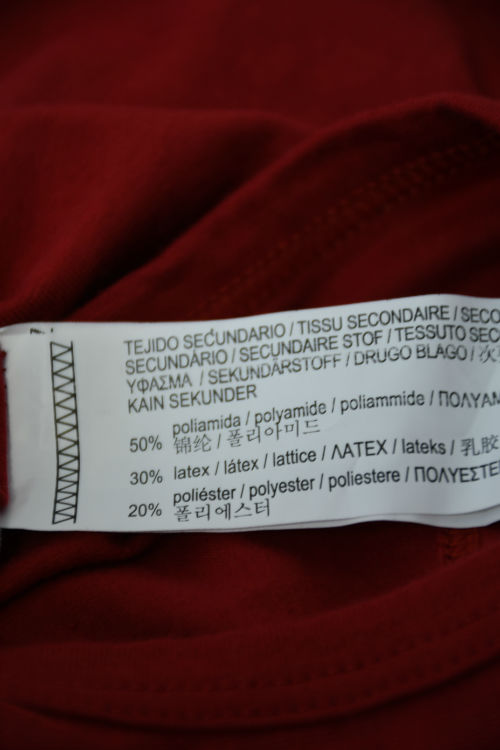 TEJIDO SECUNDARIO / TISSU SECONDAIRE / SECO
SECUNDÁRIO / SECUNDAIRE STOF / TESSUTO SEC
ΥΦΑΣΜΑ / SEKUNDÄRSTOFF / DRUGO BLAGO / 次
KAIN SEKUNDER
50% poliamida / polyamide / poliammide / ΠΟΛΥΑΜ
锦纶 / 폴리아미드
30% latex / látex / lattice / ΛΑΤΕΧ / lateks / 乳胶
20% poliéster / polyester / poliestere / ΠΟΛΥΕΣΤΕ
폴리에스터